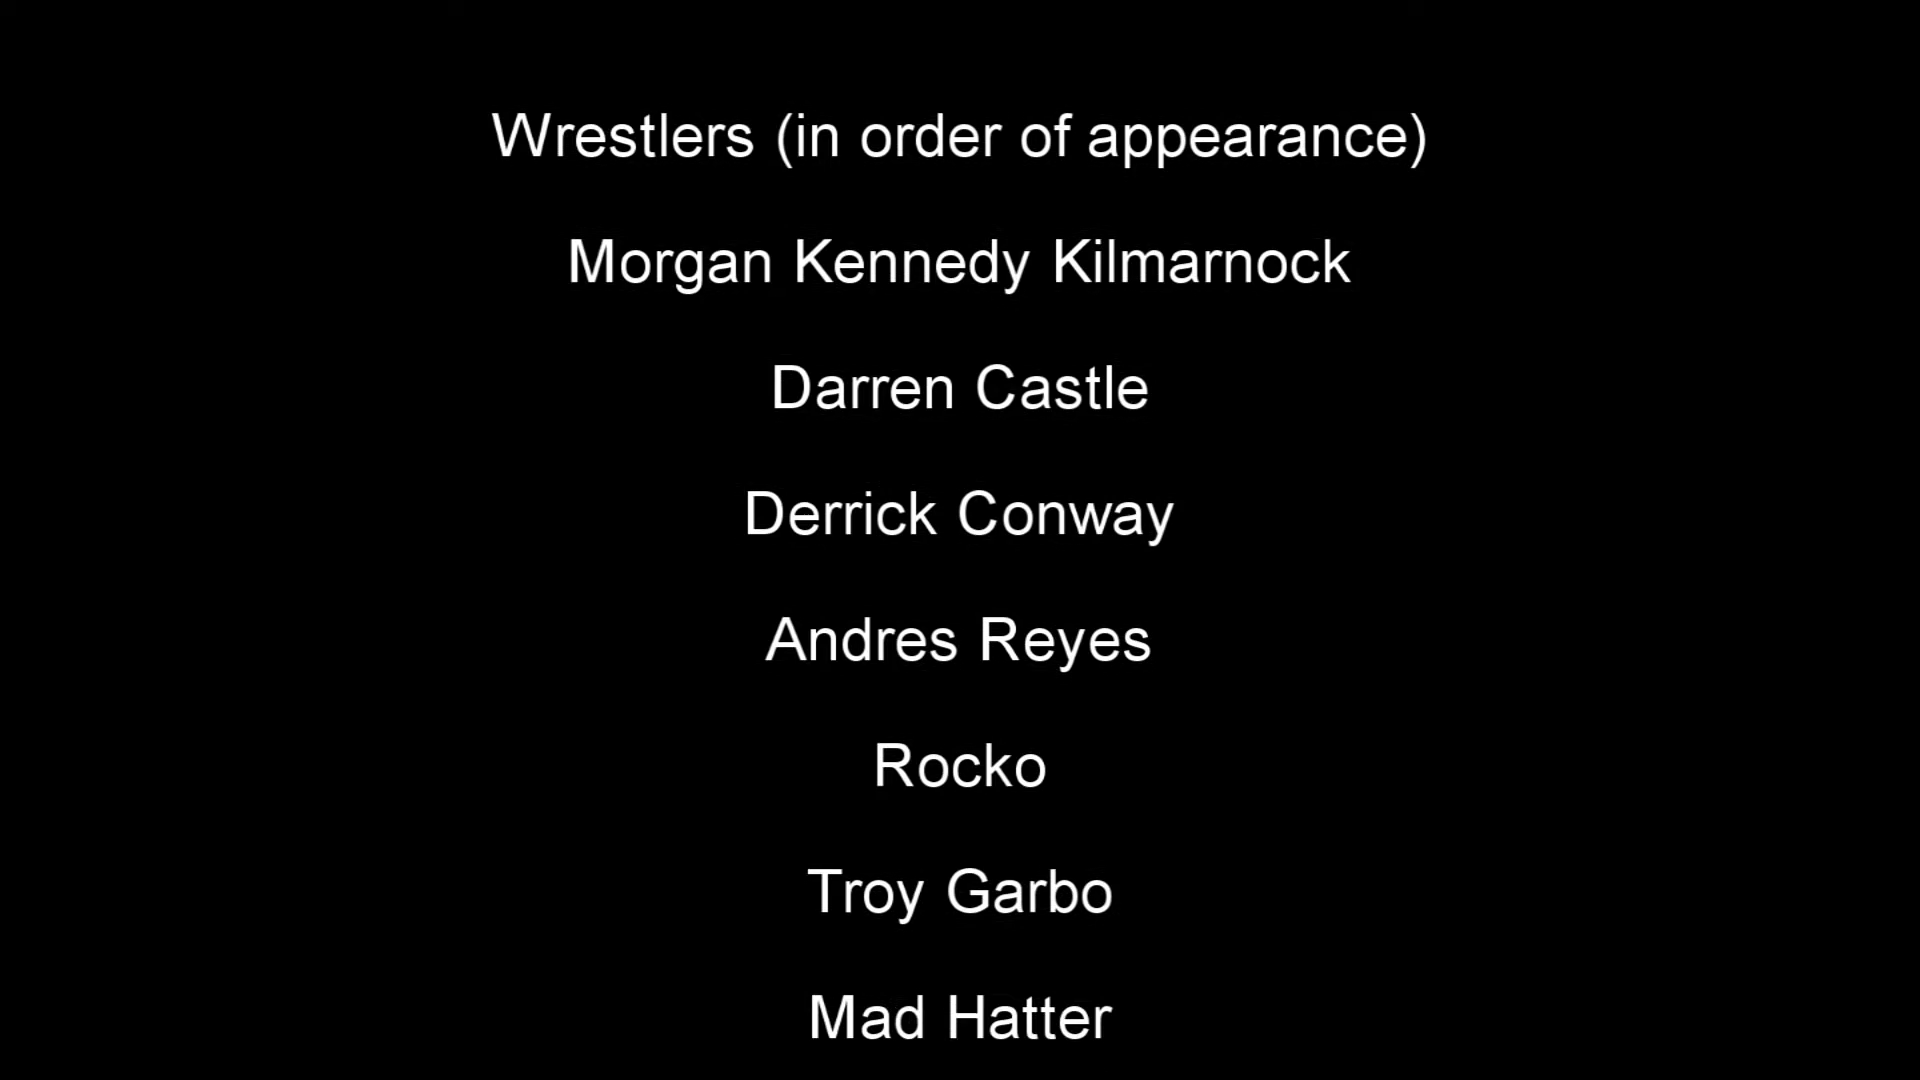 Wrestlers (in order of appearance)
Morgan Kennedy Kilmarnock
Darren Castle
Derrick Conway
Andres Reyes
Rocko
Troy Garbo
Mad Hatter